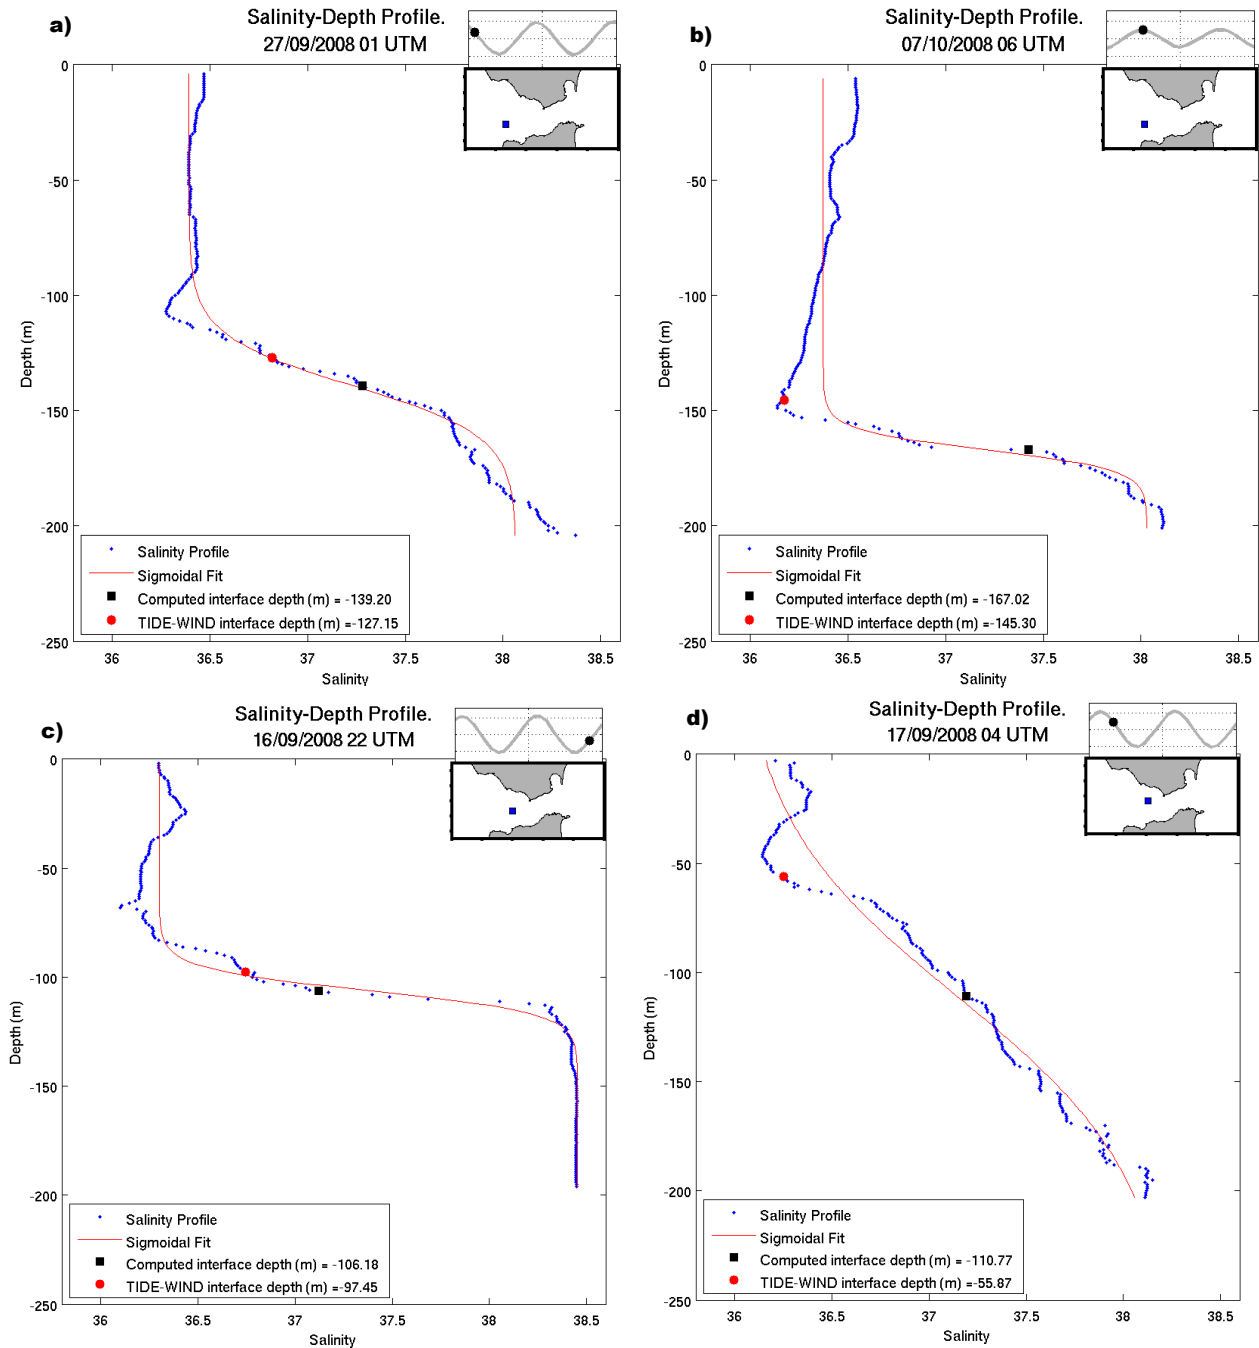 a)
Salinity-Depth Profile.
27/09/2008 01 UTM
0
-50
-100
-150
-200
-250
Depth (m)
Salinity Profile
Sigmoidal Fit
Computed interface depth (m) = -139.20
TIDE-WIND interface depth (m) =-127.15
36
36.5
37
37.5
38
38.5
Salinity
b)
Salinity-Depth Profile.
07/10/2008 06 UTM
0
-50
-100
-150
-200
-250
Depth (m)
Salinity Profile
Sigmoidal Fit
Computed interface depth (m) = -167.02
TIDE-WIND interface depth (m) =-145.30
36
36.5
37
37.5
38
38.5
Salinity
c)
Salinity-Depth Profile.
16/09/2008 22 UTM
0
-50
-100
-150
-200
-250
Depth (m)
Salinity Profile
Sigmoidal Fit
Computed interface depth (m) = -106.18
TIDE-WIND interface depth (m) =-97.45
36
36.5
37
37.5
38
38.5
Salinity
d)
Salinity-Depth Profile.
17/09/2008 04 UTM
0
-50
-100
-150
-200
-250
Depth (m)
Salinity Profile
Sigmoidal Fit
Computed interface depth (m) = -110.77
TIDE-WIND interface depth (m) =-55.87
36
36.5
37
37.5
38
38.5
Salinity